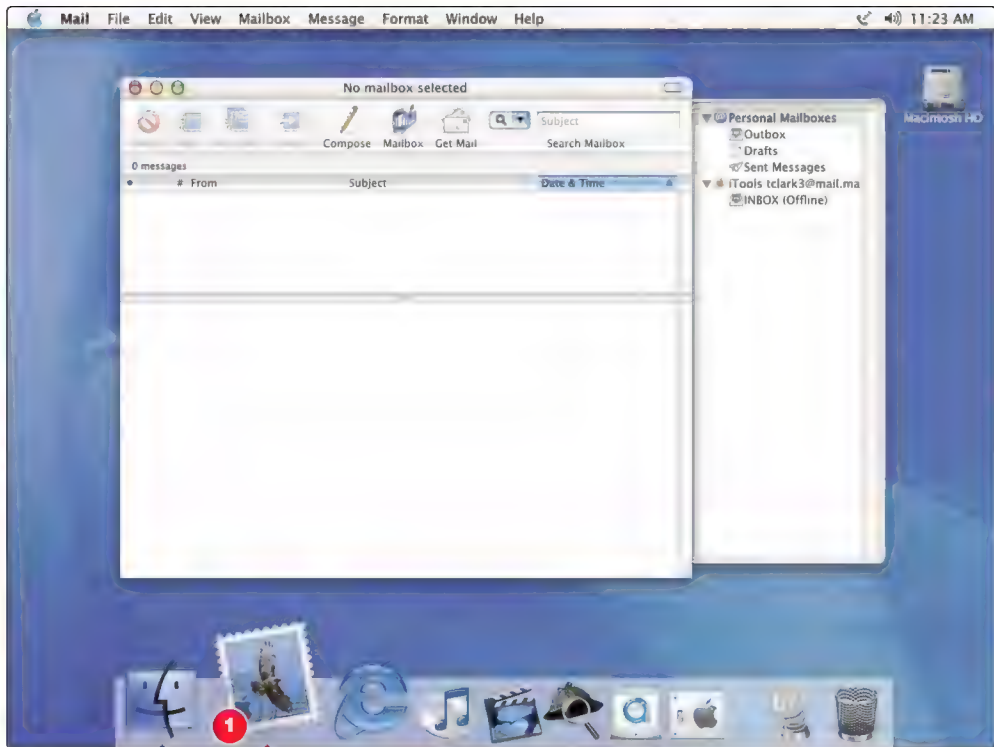 Mail File Edit View Mailbox Message Format Window Help 11:23 AM
No mailbox selected
Subject
Compose Mailbox Get Mail Search Mailbox
0 messages
# From Subject Date & Time
Personal Mailboxes
Outbox
Drafts
Sent Messages
iTools tclark3@mail.ma
INBOX (Offline)
Macintosh HD
1